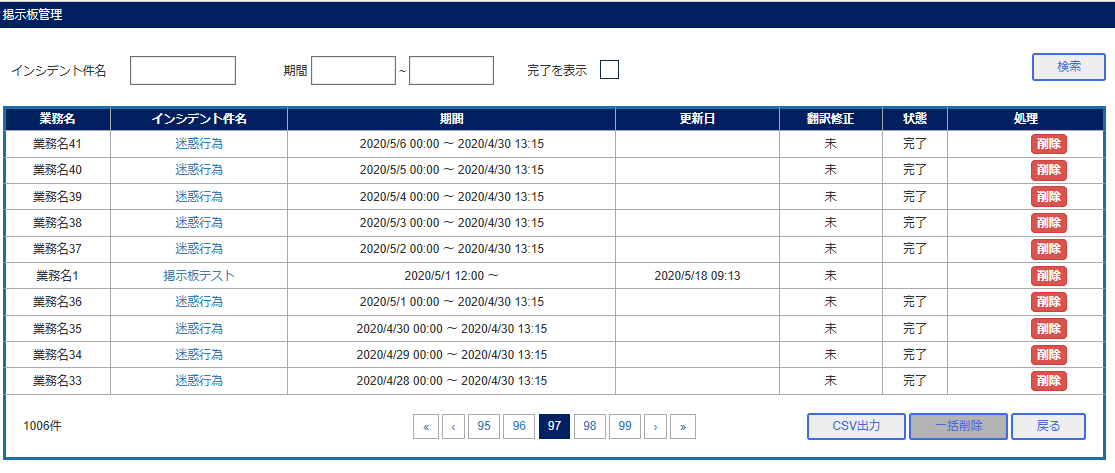 掲示板管理
インシデント件名 期間 ~ 完了を表示 検索
業務名 インシデント件名 期間 更新日 翻訳修正 状態 処理
業務名41 迷惑行為 2020/5/6 00:00 ～ 2020/4/30 13:15 未 完了 削除
業務名40 迷惑行為 2020/5/5 00:00 ～ 2020/4/30 13:15 未 完了 削除
業務名39 迷惑行為 2020/5/4 00:00 ～ 2020/4/30 13:15 未 完了 削除
業務名38 迷惑行為 2020/5/3 00:00 ～ 2020/4/30 13:15 未 完了 削除
業務名37 迷惑行為 2020/5/2 00:00 ～ 2020/4/30 13:15 未 完了 削除
業務名1 掲示板テスト 2020/5/1 12:00 ～ 2020/5/18 09:13 未 削除
業務名36 迷惑行為 2020/5/1 00:00 ～ 2020/4/30 13:15 未 完了 削除
業務名35 迷惑行為 2020/4/30 00:00 ～ 2020/4/30 13:15 未 完了 削除
業務名34 迷惑行為 2020/4/29 00:00 ～ 2020/4/30 13:15 未 完了 削除
業務名33 迷惑行為 2020/4/28 00:00 ～ 2020/4/30 13:15 未 完了 削除
1006件 « ‹ 95 96 97 98 99 › » CSV出力 一括削除 戻る